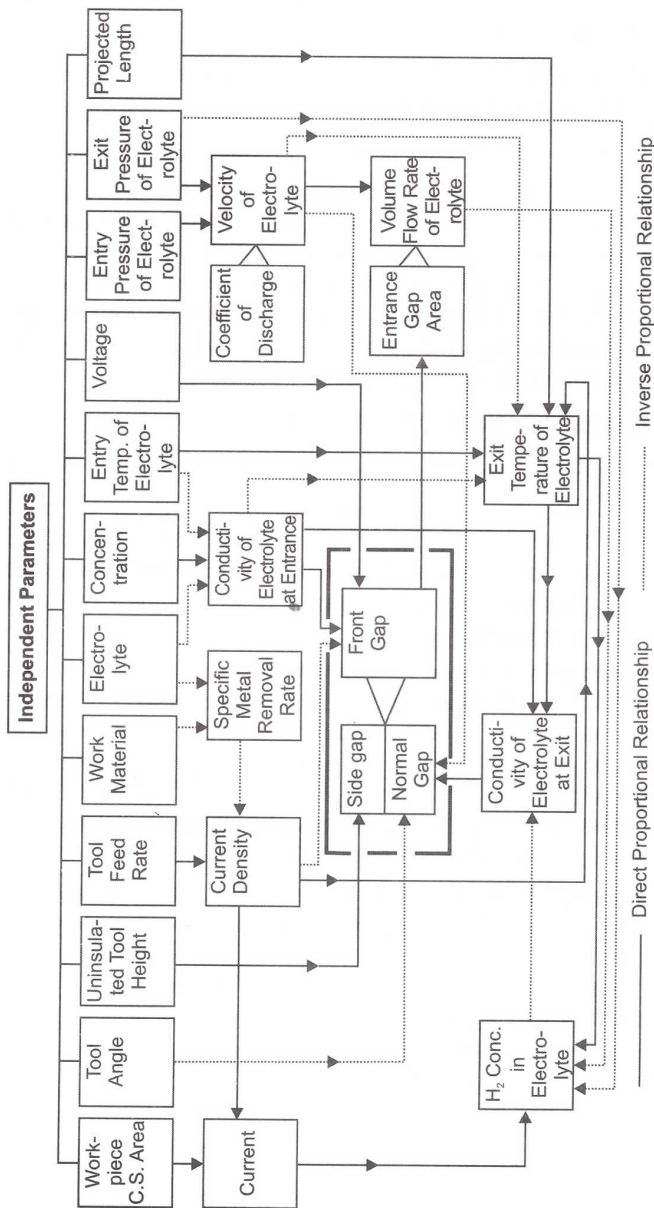 Independent Parameters
Work-
piece
C.S. Area
Tool
Angle
Uninsula-
ted Tool
Height
Tool
Feed
Rate
Work
Material
Electrolyte
Concen-
tration
Entry
Temp. of
Electro-
lyte
Voltage
Entry
Pressure
of Elect-
rolyte
Exit
Pressure
of Elect-
rolyte
Projected
Length
Current
Current
Density
Specific
Metal
Removal
Rate
Conducti-
vity of
Electrolyte
at Entrance
Coefficient
of
Discharge
Velocity
of
Electro-
lyte
Side gap
Normal
Gap
Front
Gap
Entrance
Gap
Area
Volume
Flow Rate
of Elect-
rolyte
H₂ Conc.
in
Electro-
lyte
Conducti-
vity of
Electrolyte
at Exit
Exit
Tempe-
rature of
Electrolyte
Direct Proportional Relationship
Inverse Proportional Relationship